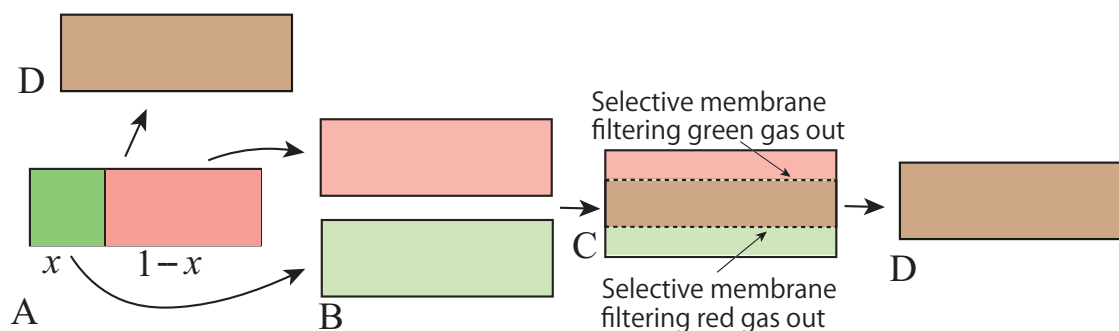 D
x
1−x
A
B
Selective membrane
filtering green gas out
C
Selective membrane
filtering red gas out
D